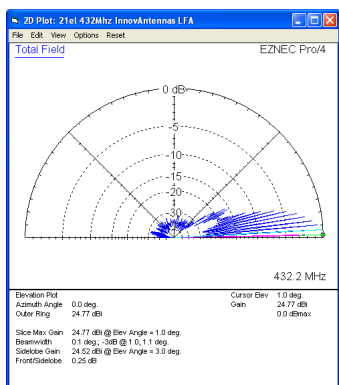 2D Plot: 21el 432Mhz InnovAntennas LFA
File Edit View Options Reset
Total Field
EZNEC Pro/4
0 dB
-5
-10
-15
-20
-30
432.2 MHz
Elevation Plot
Azimuth Angle 0.0 deg.
Outer Ring 24.77 dBi
Cursor Elev 1.0 deg.
Gain 24.77 dBi
0.0 dBmax
Slice Max Gain 24.77 dBi @ Elev Angle = 1.0 deg.
Beamwidth 0.1 deg.; -3dB @ 1.0, 1.1 deg.
Sidelobe Gain 24.52 dBi @ Elev Angle = 3.0 deg.
Front/Sidelobe 0.25 dB